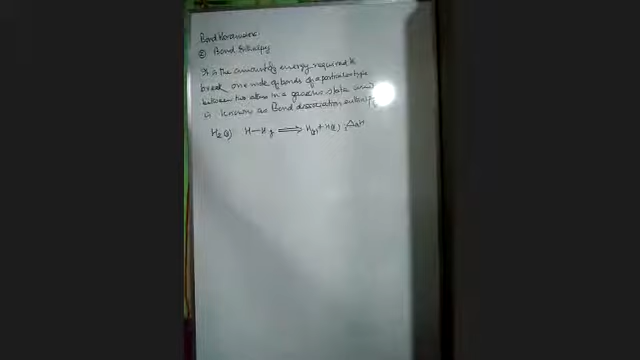 Bond Parameters
② Bond Enthalpy
It is the amount of energy required to
break one mole of bonds of a particular type
between two atoms in a gaseous state and
is known as Bond dissociation enthalpy
H₂(g) H—H g ⇌ H(g) + H(g) ; ΔaH